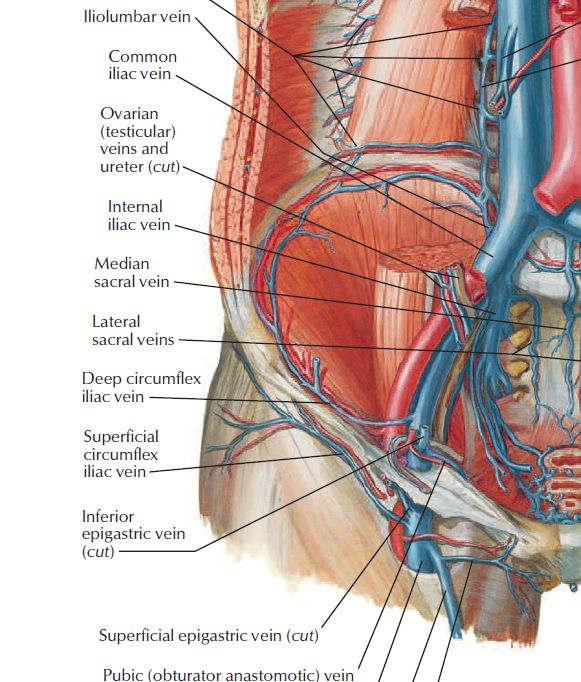 Iliolumbar vein
Common
iliac vein
Ovarian
(testicular)
veins and
ureter (cut)
Internal
iliac vein
Median
sacral vein
Lateral
sacral veins
Deep circumflex
iliac vein
Superficial
circumflex
iliac vein
Inferior
epigastric vein
(cut)
Superficial epigastric vein (cut)
Pubic (obturator anastomotic) vein